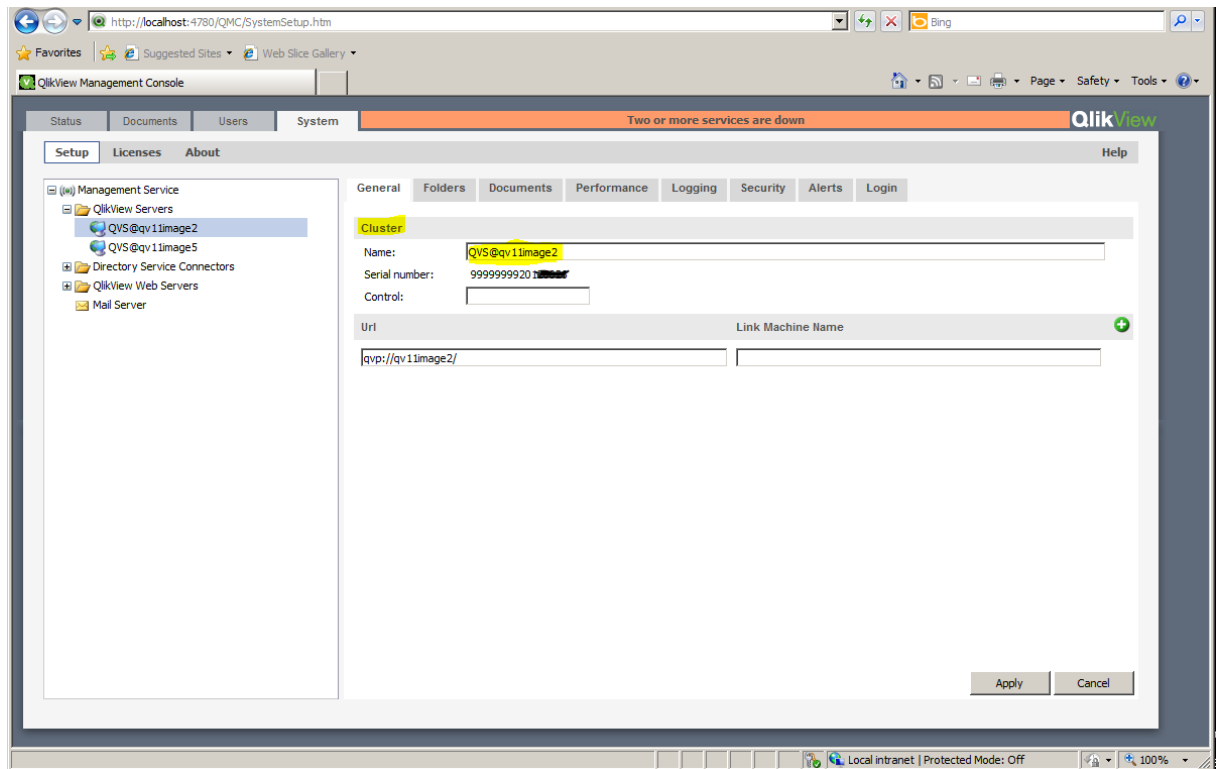 http://localhost:4780/QMC/SystemSetup.htm
Bing
Favorites Suggested Sites Web Slice Gallery
QlikView Management Console
Page Safety Tools
Status Documents Users System Two or more services are down QlikView
Setup Licenses About Help
Management Service
QlikView Servers
QVS@qv11image2
QVS@qv11image5
Directory Service Connectors
QlikView Web Servers
Mail Server
General Folders Documents Performance Logging Security Alerts Login
Cluster
Name: QVS@qv11image2
Serial number: 9999999920
Control:
Url Link Machine Name
qvp://qv11image2/
Apply Cancel
Local intranet | Protected Mode: Off 100%